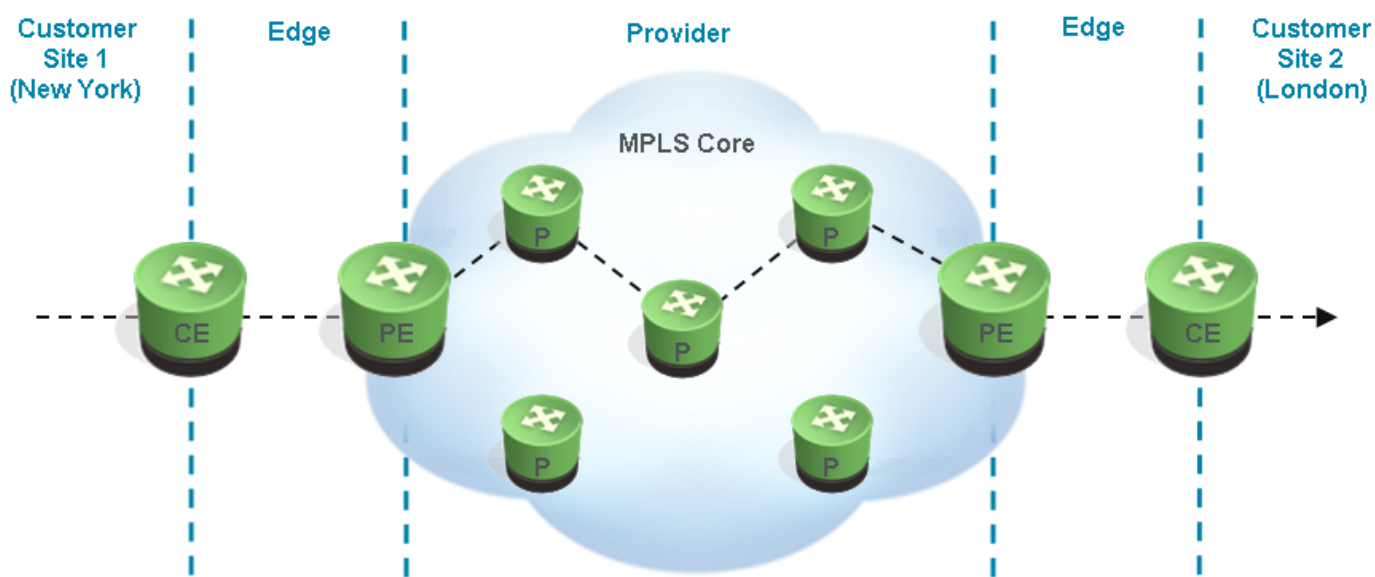 Customer
Site 1
(New York)
Edge
Provider
Edge
Customer
Site 2
(London)
MPLS Core
P
P
CE
PE
P
PE
CE
P
P